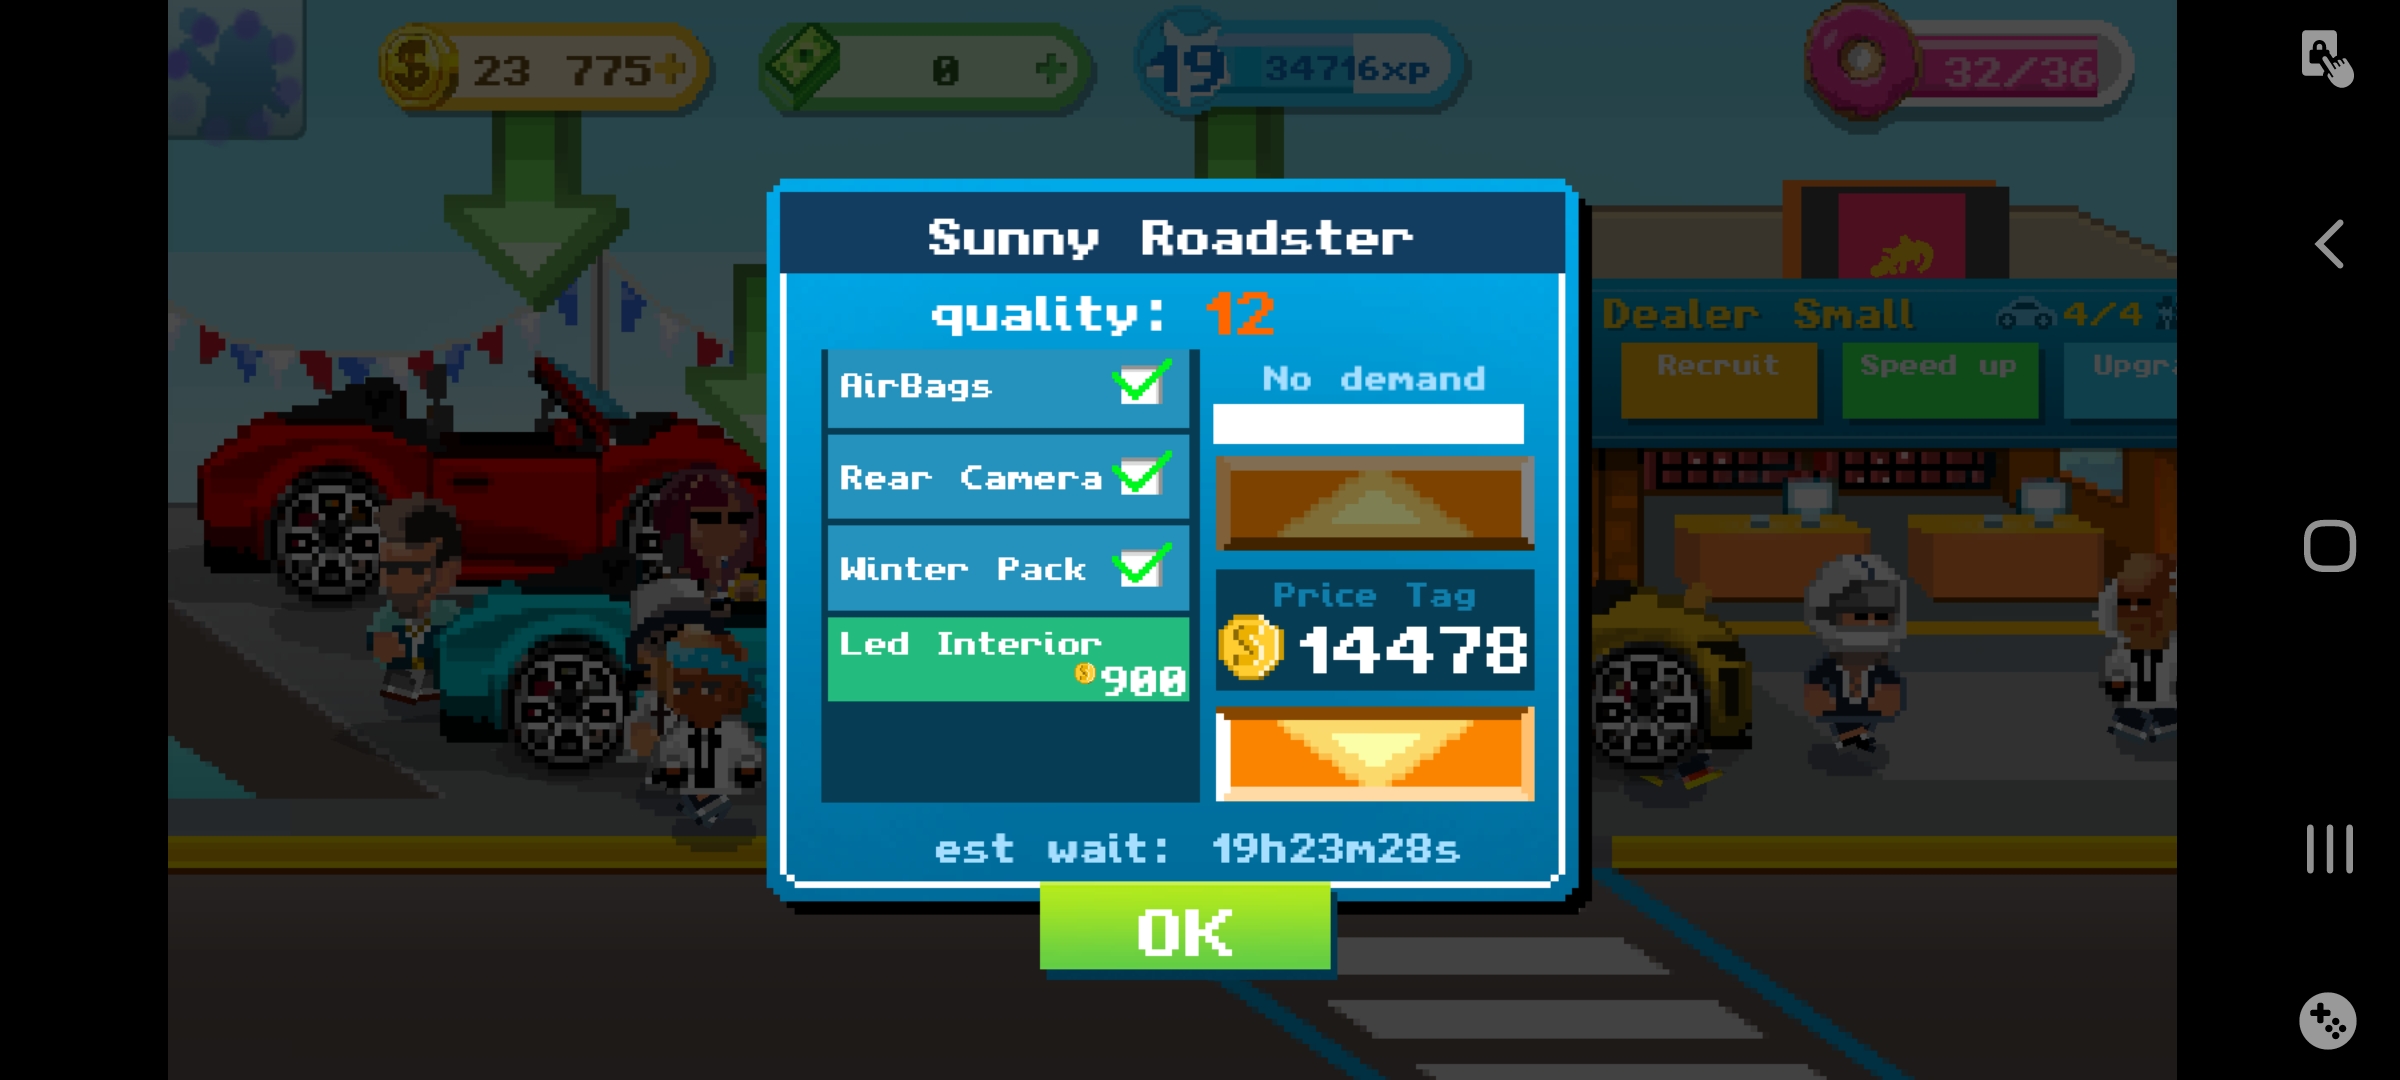 23 775+
0 +
19 34716xp
32/36
Sunny Roadster
quality: 12
AirBags
Rear Camera
Winter Pack
Led Interior
900
No demand
Price Tag
14478
est wait: 19h23m28s
OK
Dealer Small 4/4
Recruit
Speed up